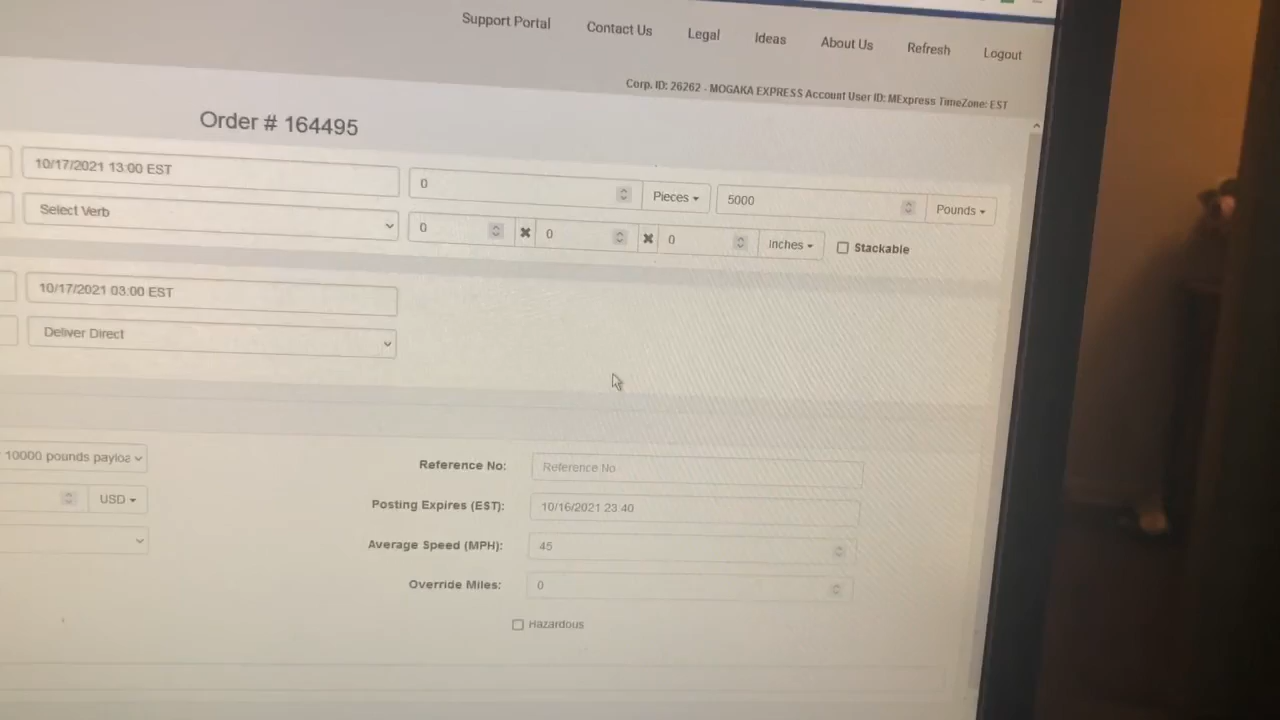 Support Portal Contact Us Legal Ideas About Us Refresh Logout
Corp. ID: 26262 - MOGAKA EXPRESS Account User ID: MExpress TimeZone: EST
Order # 164495
10/17/2021 13:00 EST 0 Pieces 5000 Pounds
Select Verb 0 0 0 Inches Stackable
10/17/2021 03:00 EST
Deliver Direct
10000 pounds payloa Reference No: Reference No
USD Posting Expires (EST): 10/16/2021 23:40
Average Speed (MPH): 45
Override Miles: 0
Hazardous